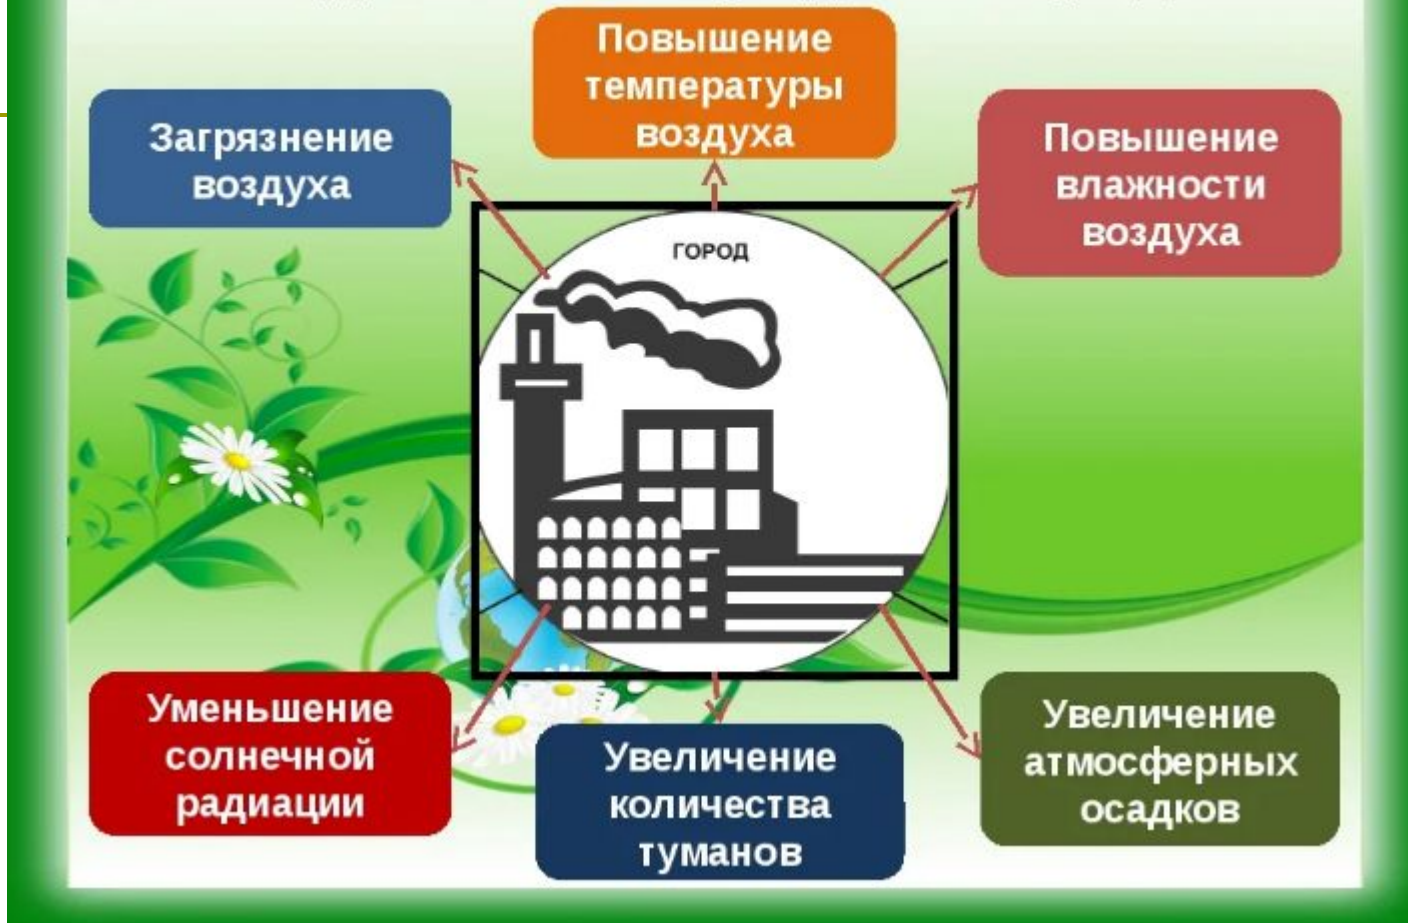 Повышение
температуры
воздуха
Загрязнение
воздуха
Повышение
влажности
воздуха
ГОРОД
Уменьшение
солнечной
радиации
Увеличение
количества
туманов
Увеличение
атмосферных
осадков